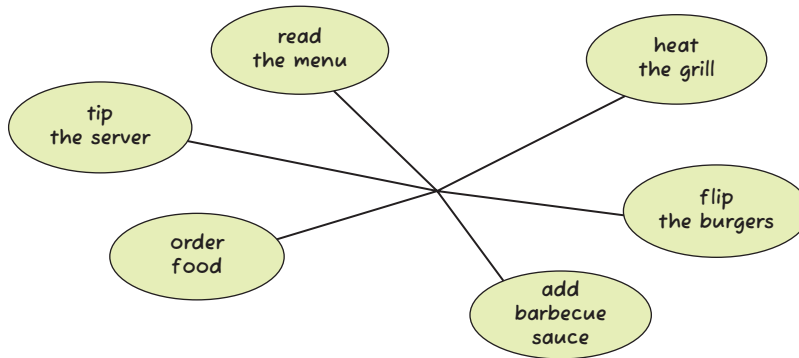 read
the menu
heat
the grill
tip
the server
flip
the burgers
order
food
add
barbecue
sauce